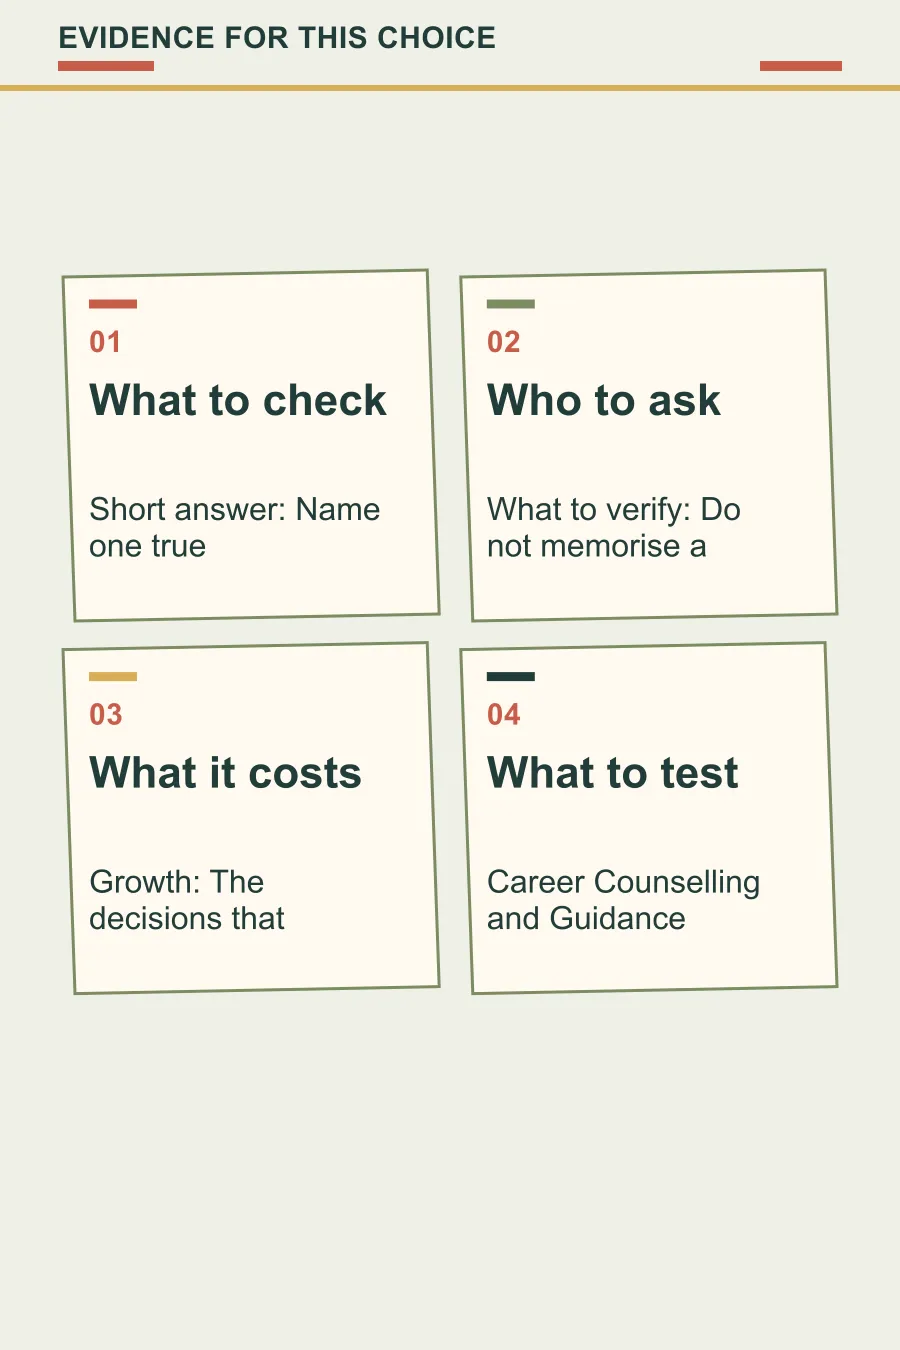 EVIDENCE FOR THIS CHOICE
01
What to check
Short answer: Name
one true
02
Who to ask
What to verify: Do
not memorise a
03
What it costs
Growth: The
decisions that
04
What to test
Career Counselling
and Guidance